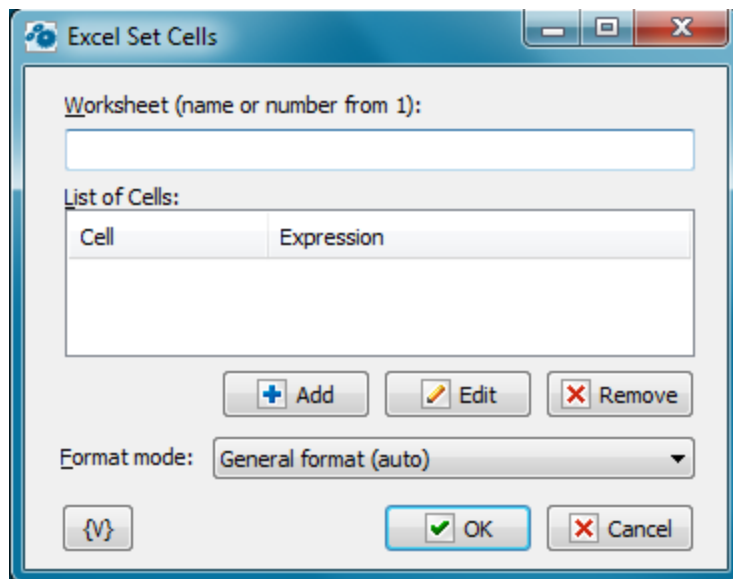 Excel Set Cells
Worksheet (name or number from 1):
List of Cells:
Cell Expression
Add Edit Remove
Format mode: General format (auto)
{V} OK Cancel